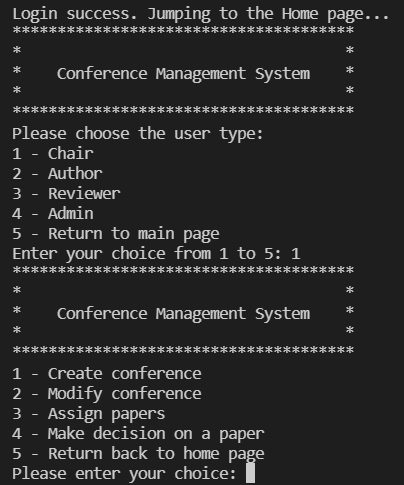 Login success. Jumping to the Home page...
**************************************
*                                    *
*    Conference Management System    *
*                                    *
**************************************
Please choose the user type:
1 - Chair
2 - Author
3 - Reviewer
4 - Admin
5 - Return to main page
Enter your choice from 1 to 5: 1
**************************************
*                                    *
*    Conference Management System    *
*                                    *
**************************************
1 - Create conference
2 - Modify conference
3 - Assign papers
4 - Make decision on a paper
5 - Return back to home page
Please enter your choice: